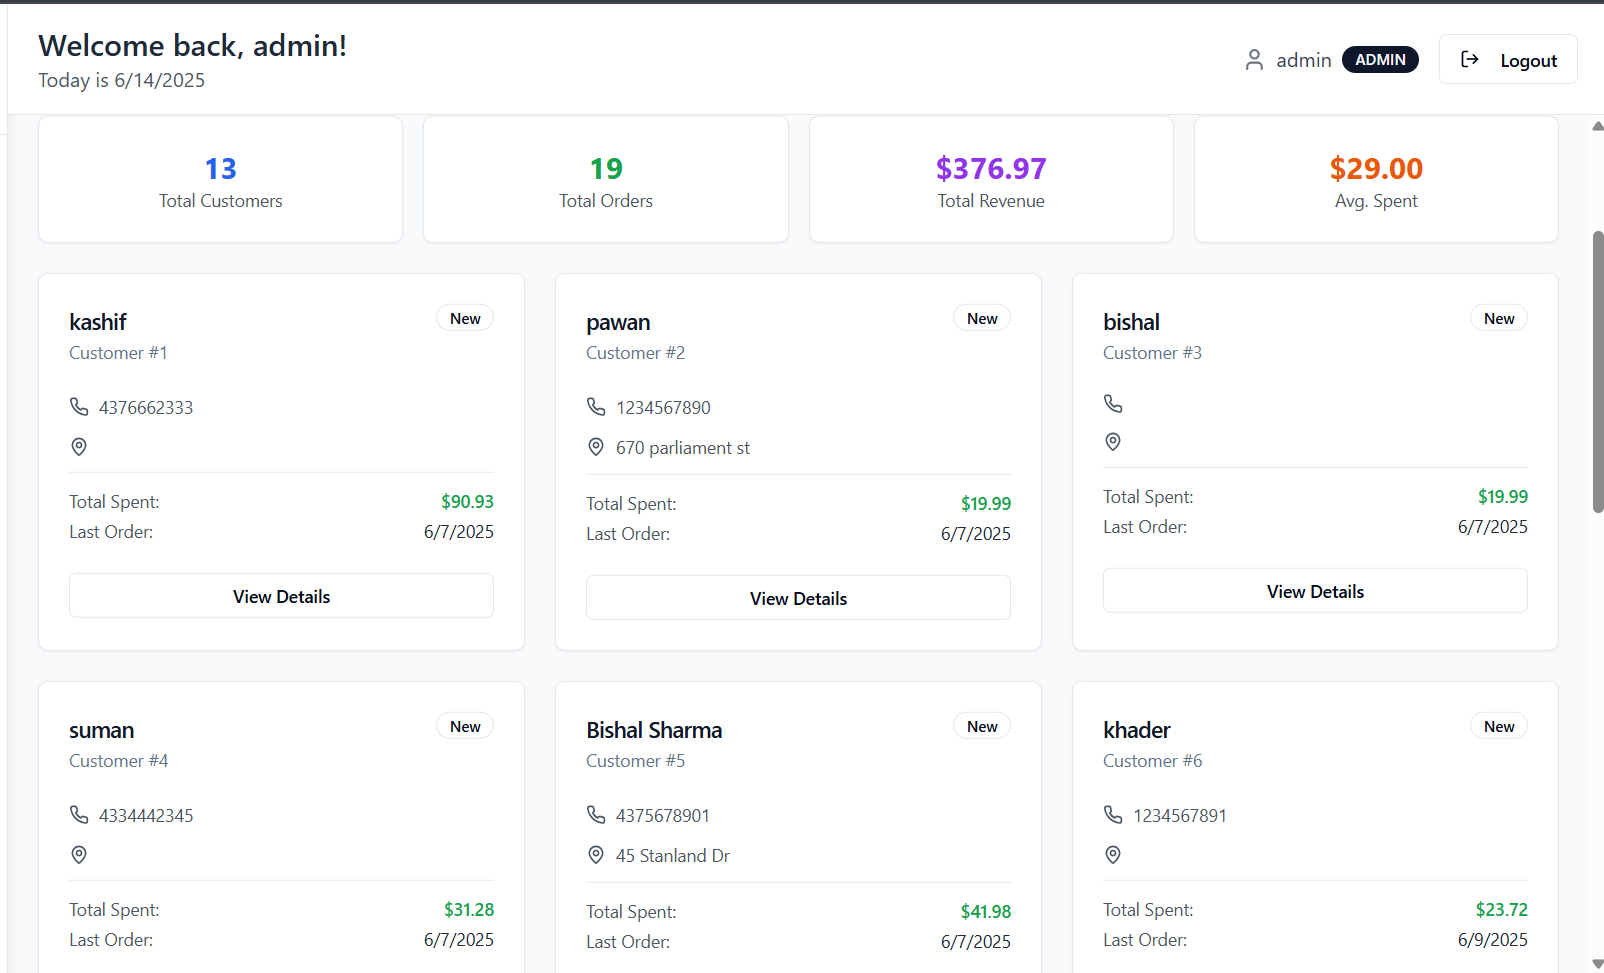 Welcome back, admin!
Today is 6/14/2025
admin ADMIN Logout
13
Total Customers
19
Total Orders
$376.97
Total Revenue
$29.00
Avg. Spent
kashif New
Customer #1
4376662333
Total Spent: $90.93
Last Order: 6/7/2025
View Details
pawan New
Customer #2
1234567890
670 parliament st
Total Spent: $19.99
Last Order: 6/7/2025
View Details
bishal New
Customer #3
Total Spent: $19.99
Last Order: 6/7/2025
View Details
suman New
Customer #4
4334442345
Total Spent: $31.28
Last Order: 6/7/2025
Bishal Sharma New
Customer #5
4375678901
45 Stanland Dr
Total Spent: $41.98
Last Order: 6/7/2025
khader New
Customer #6
1234567891
Total Spent: $23.72
Last Order: 6/9/2025